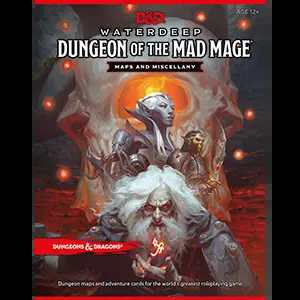 AGE 12+
D&D
WATERDEEP
DUNGEON OF THE MAD MAGE™
MAPS AND MISCELLANY
DUNGEONS & DRAGONS®
Dungeon maps and adventure cards for the world's greatest roleplaying game